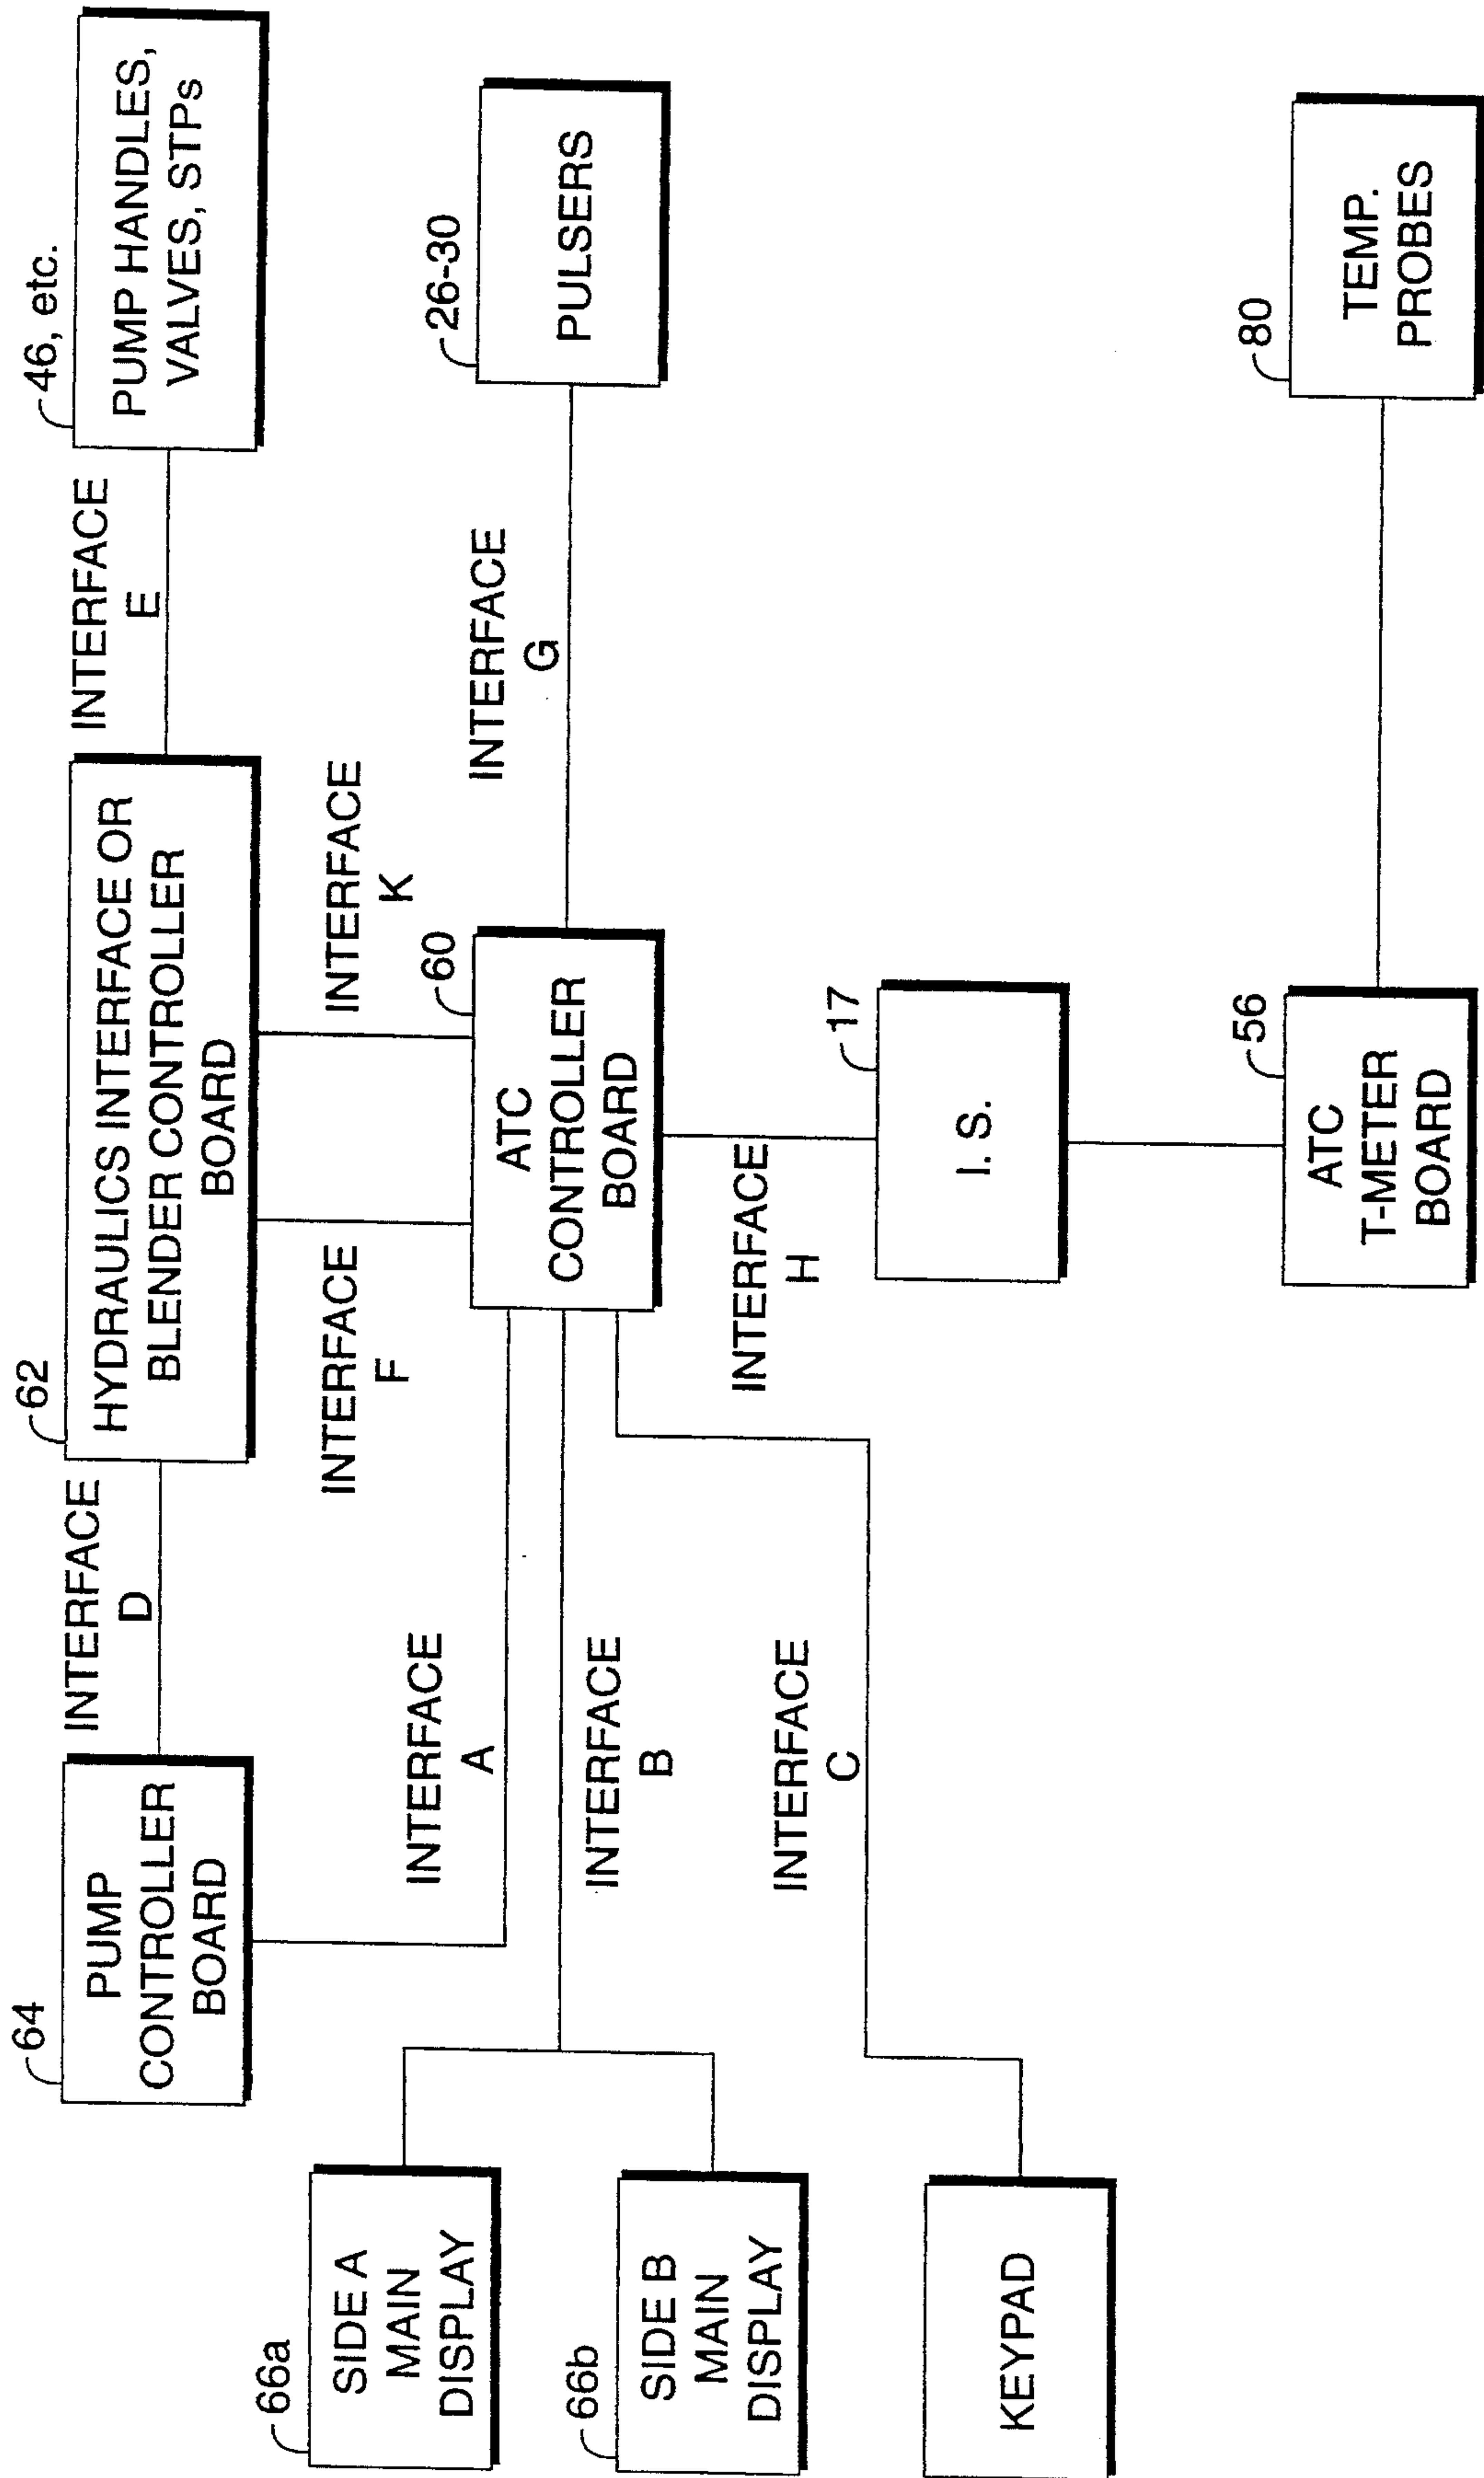 64
PUMP
CONTROLLER
BOARD
INTERFACE
D
62
HYDRAULICS INTERFACE OR
BLENDER CONTROLLER
BOARD
INTERFACE
E
46, etc.
PUMP HANDLES,
VALVES, STPs
INTERFACE
F
INTERFACE
K
66a
SIDE A
MAIN
DISPLAY
INTERFACE
A
60
ATC
CONTROLLER
BOARD
INTERFACE
G
26-30
PULSERS
66b
SIDE B
MAIN
DISPLAY
INTERFACE
B
INTERFACE
C
INTERFACE
H
17
I. S.
KEYPAD
56
ATC
T-METER
BOARD
80
TEMP.
PROBES